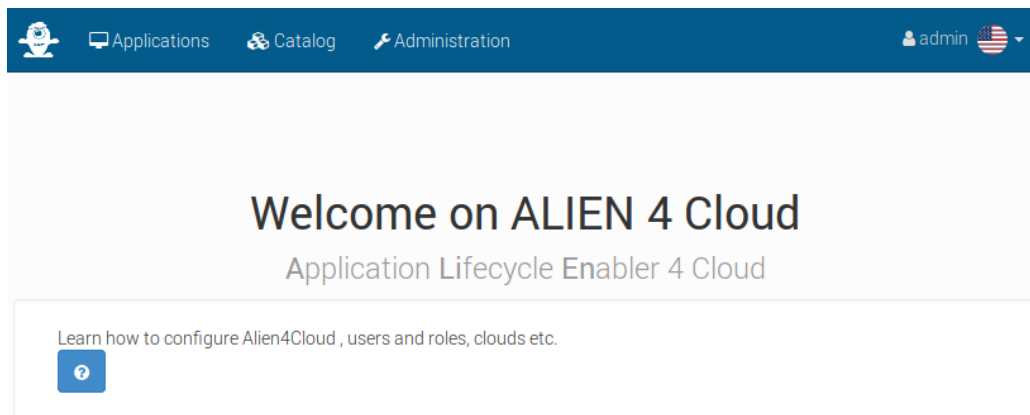 Applications Catalog Administration admin
Welcome on ALIEN 4 Cloud
Application Lifecycle Enabler 4 Cloud
Learn how to configure Alien4Cloud , users and roles, clouds etc.